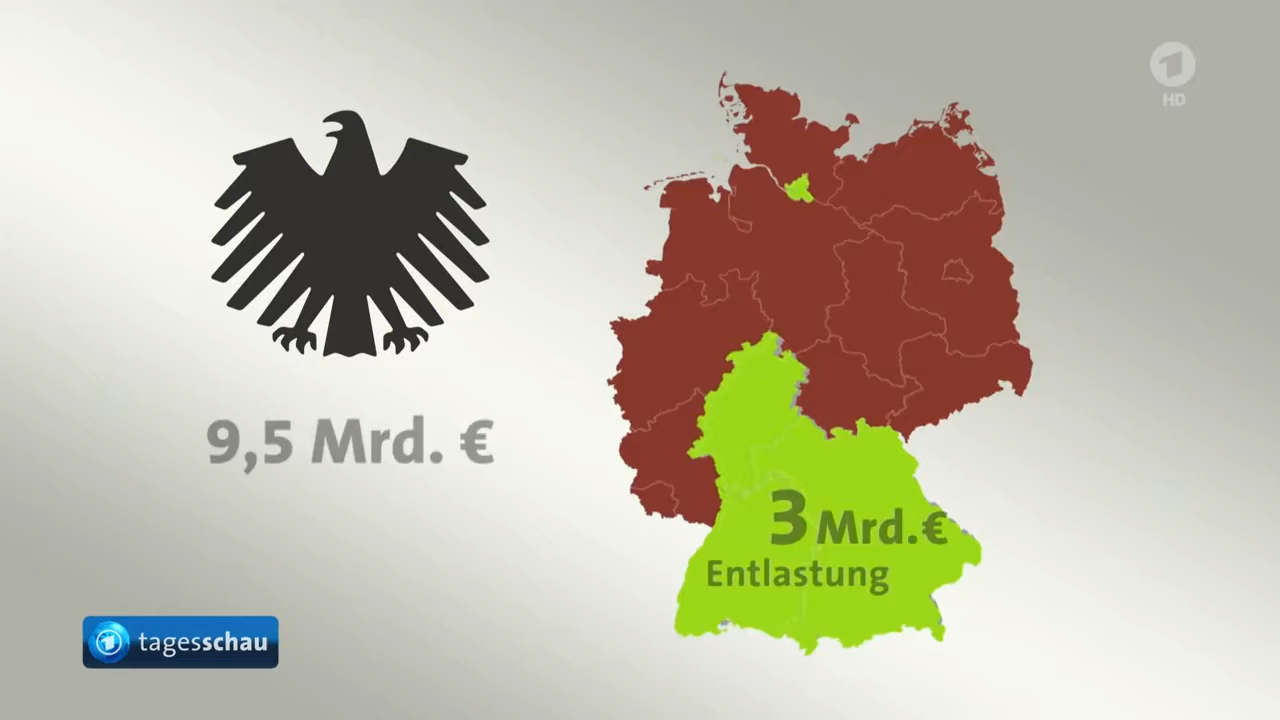 HD
9,5 Mrd. €
3 Mrd.€
Entlastung
tagesschau